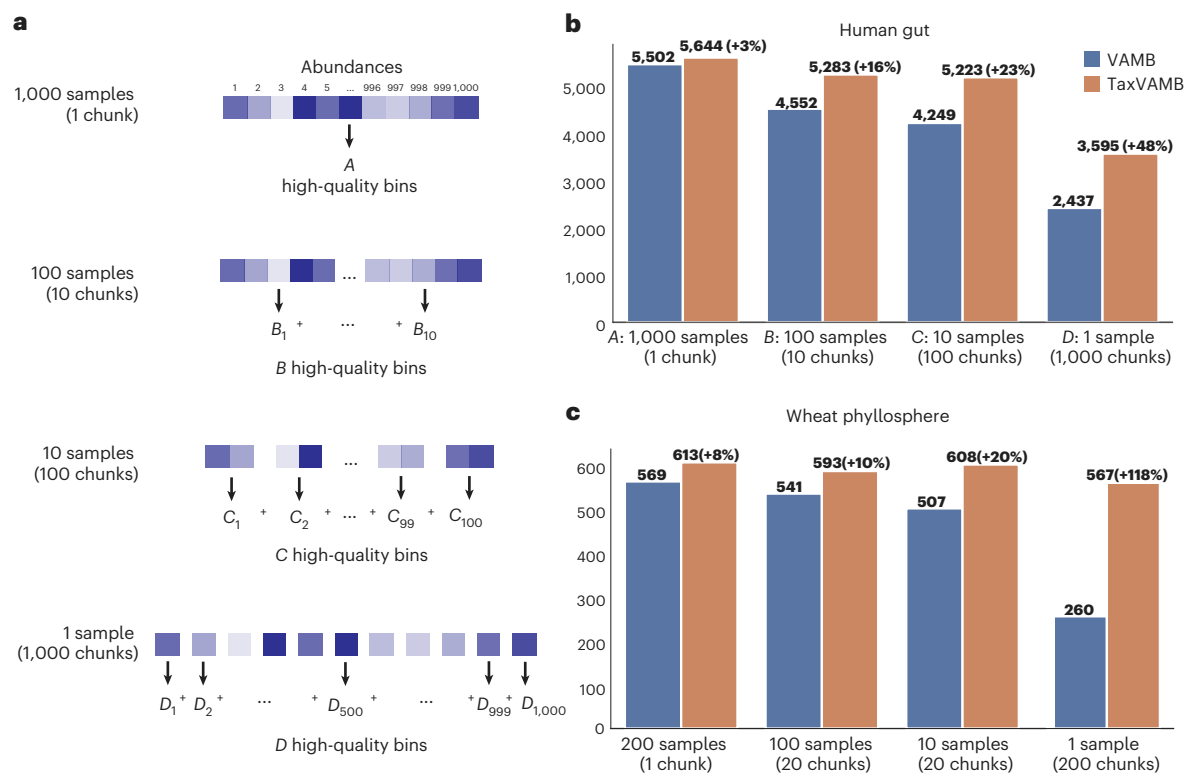 a
Abundances
1 2 3 4 5 ... 996 997 998 999 1,000
1,000 samples
(1 chunk)
A
high-quality bins
100 samples
(10 chunks)
...
B1 + ... + B10
B high-quality bins
10 samples
(100 chunks)
...
C1 + C2 + ... + C99 + C100
C high-quality bins
1 sample
(1,000 chunks)
D1 + D2 + ... + D500 + ... + D999 + D1,000
D high-quality bins
b
Human gut
VAMB
TaxVAMB
5,000
4,000
3,000
2,000
1,000
0
5,502
5,644 (+3%)
4,552
5,283 (+16%)
4,249
5,223 (+23%)
2,437
3,595 (+48%)
A: 1,000 samples
(1 chunk)
B: 100 samples
(10 chunks)
C: 10 samples
(100 chunks)
D: 1 sample
(1,000 chunks)
c
Wheat phyllosphere
600
500
400
300
200
100
0
569
613(+8%)
541
593(+10%)
507
608(+20%)
260
567(+118%)
200 samples
(1 chunk)
100 samples
(20 chunks)
10 samples
(20 chunks)
1 sample
(200 chunks)